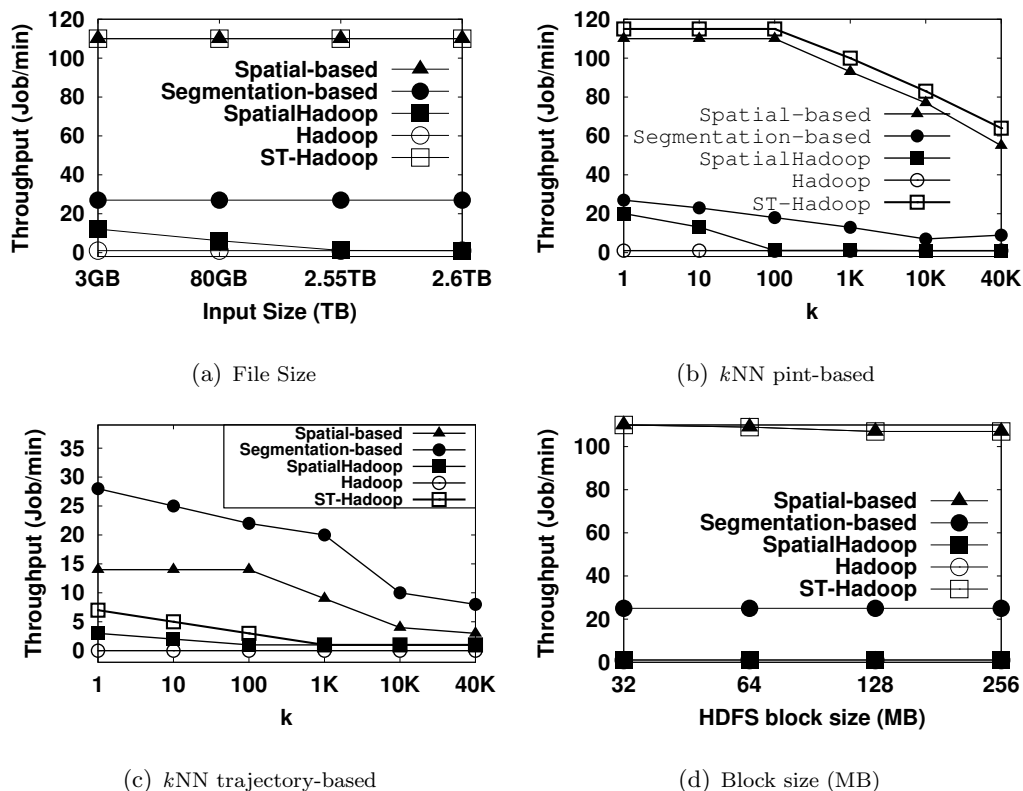 120
100
80
60
40
20
0
Throughput (Job/min)
Spatial-based
Segmentation-based
SpatialHadoop
Hadoop
ST-Hadoop
3GB 80GB 2.55TB 2.6TB
Input Size (TB)
(a) File Size
120
100
80
60
40
20
0
Throughput (Job/min)
Spatial-based
Segmentation-based
SpatialHadoop
Hadoop
ST-Hadoop
1 10 100 1K 10K 40K
k
(b) kNN pint-based
35
30
25
20
15
10
5
0
Throughput (Job/min)
Spatial-based
Segmentation-based
SpatialHadoop
Hadoop
ST-Hadoop
1 10 100 1K 10K 40K
k
(c) kNN trajectory-based
100
80
60
40
20
0
Throughput (Job/min)
Spatial-based
Segmentation-based
SpatialHadoop
Hadoop
ST-Hadoop
32 64 128 256
HDFS block size (MB)
(d) Block size (MB)